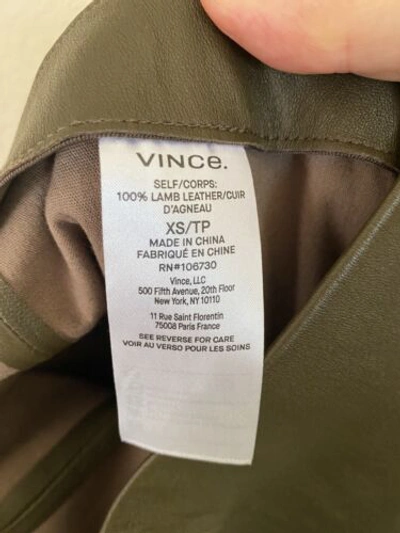 VINCE.
SELF/CORPS:
100% LAMB LEATHER/CUIR
D'AGNEAU
XS/TP
MADE IN CHINA
FABRIQUÉ EN CHINE
RN#106730
Vince, LLC
500 Fifth Avenue, 20th Floor
New York, NY 10110
11 Rue Saint Florentin
75008 Paris France
SEE REVERSE FOR CARE
VOIR AU VERSO POUR LES SOINS